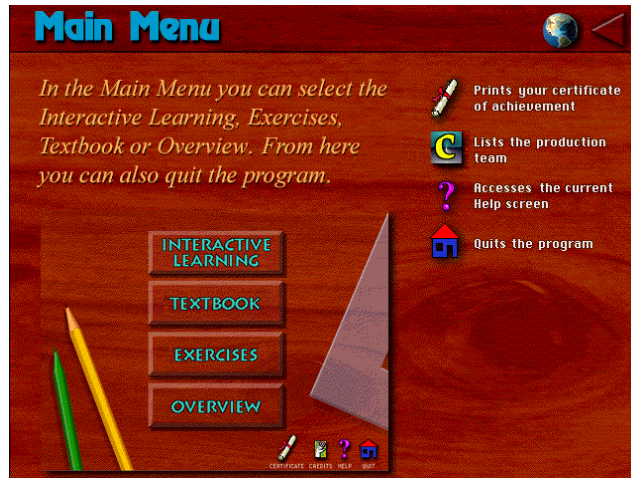 Main Menu
In the Main Menu you can select the
Interactive Learning, Exercises,
Textbook or Overview. From here
you can also quit the program.
Prints your certificate
of achievement
C
Lists the production
team
?
Accesses the current
Help screen
Quits the program
INTERACTIVE
LEARNING
TEXTBOOK
EXERCISES
OVERVIEW
?
CERTIFICATE CREDITS HELP QUIT